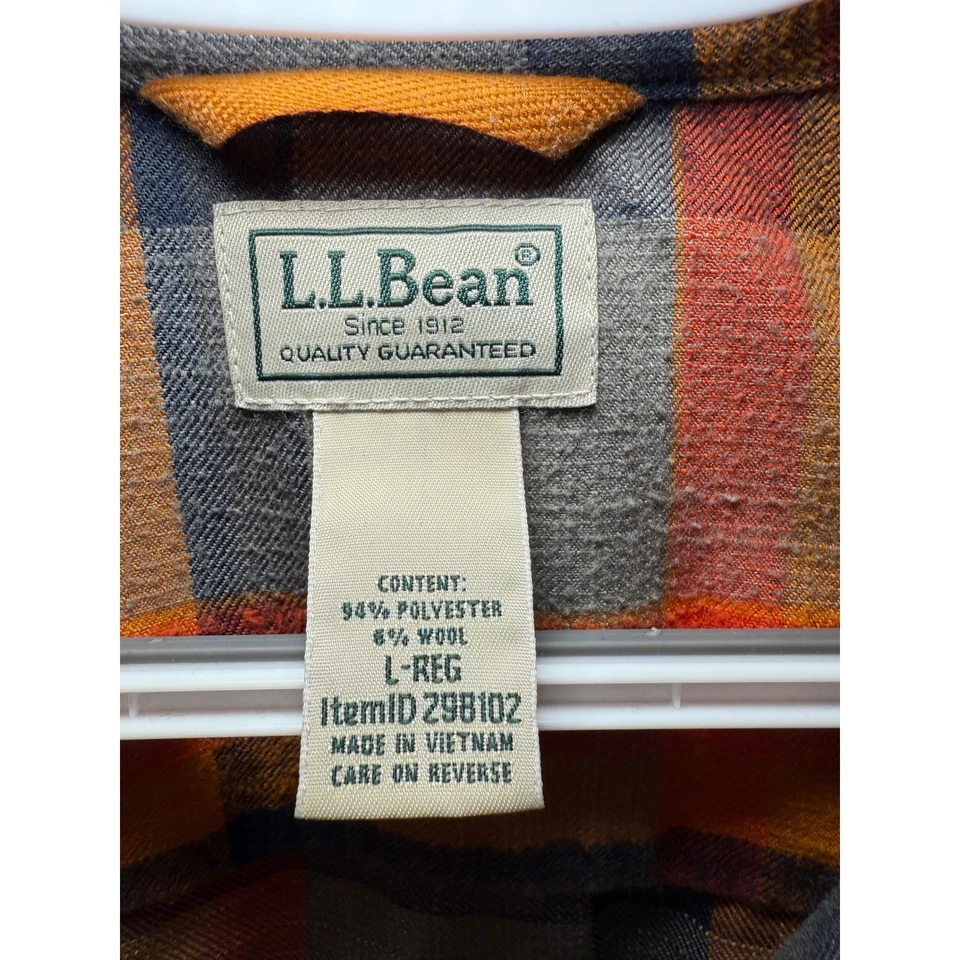 L.L.Bean®
Since 1912
QUALITY GUARANTEED
CONTENT:
94% POLYESTER
6% WOOL
L-REG
ItemID 298102
MADE IN VIETNAM
CARE ON REVERSE